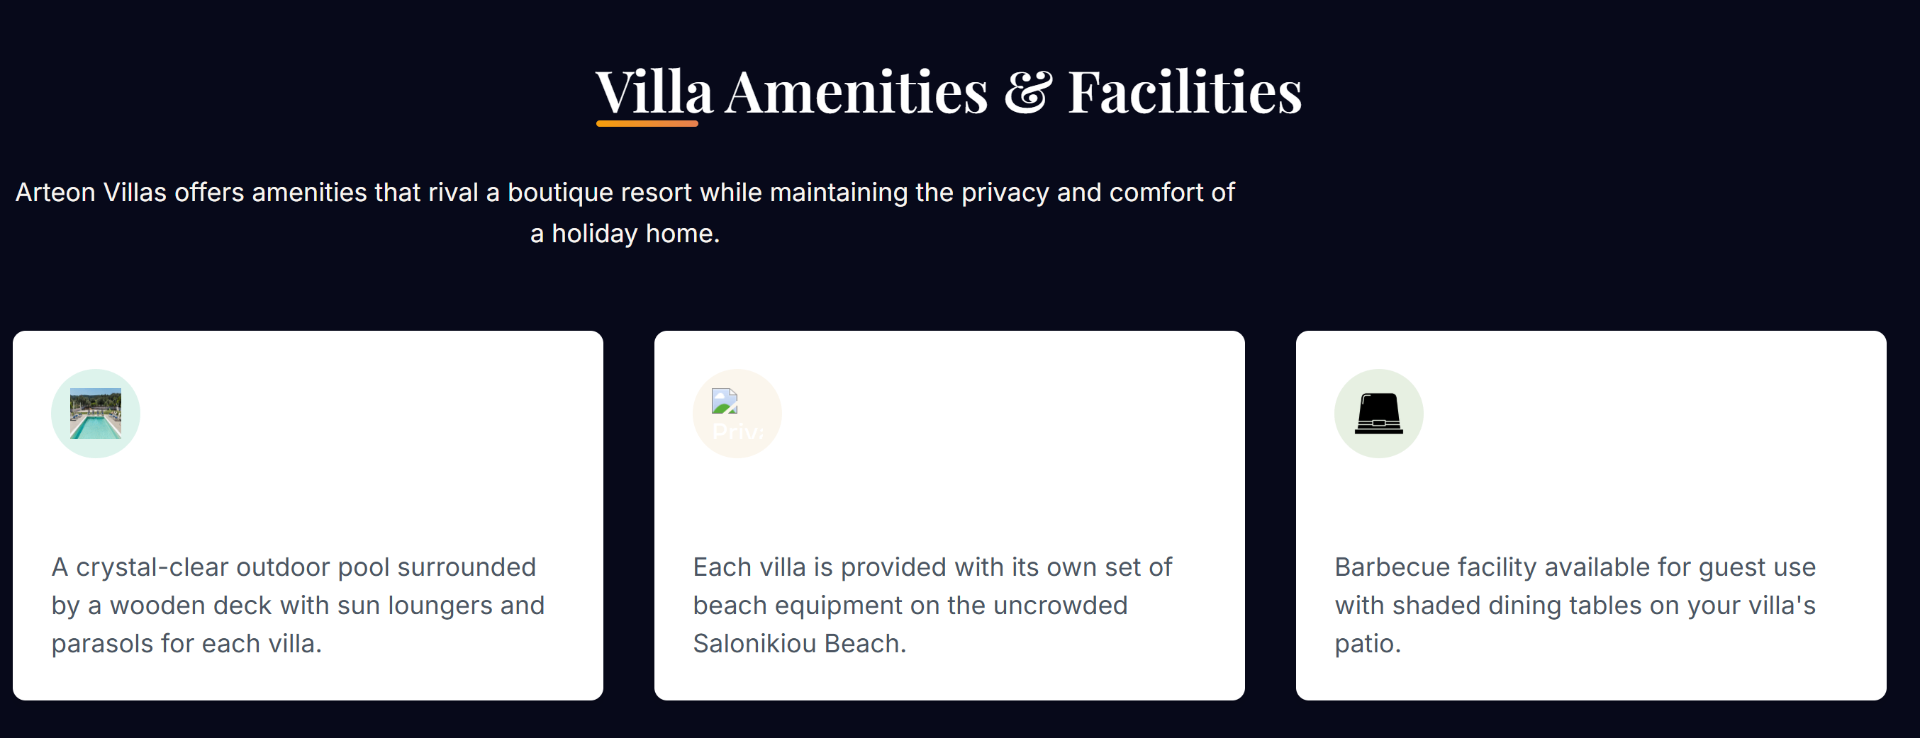 Villa Amenities & Facilities
Arteon Villas offers amenities that rival a boutique resort while maintaining the privacy and comfort of
a holiday home.
A crystal-clear outdoor pool surrounded
by a wooden deck with sun loungers and
parasols for each villa.
Priva
Each villa is provided with its own set of
beach equipment on the uncrowded
Salonikiou Beach.
Barbecue facility available for guest use
with shaded dining tables on your villa's
patio.